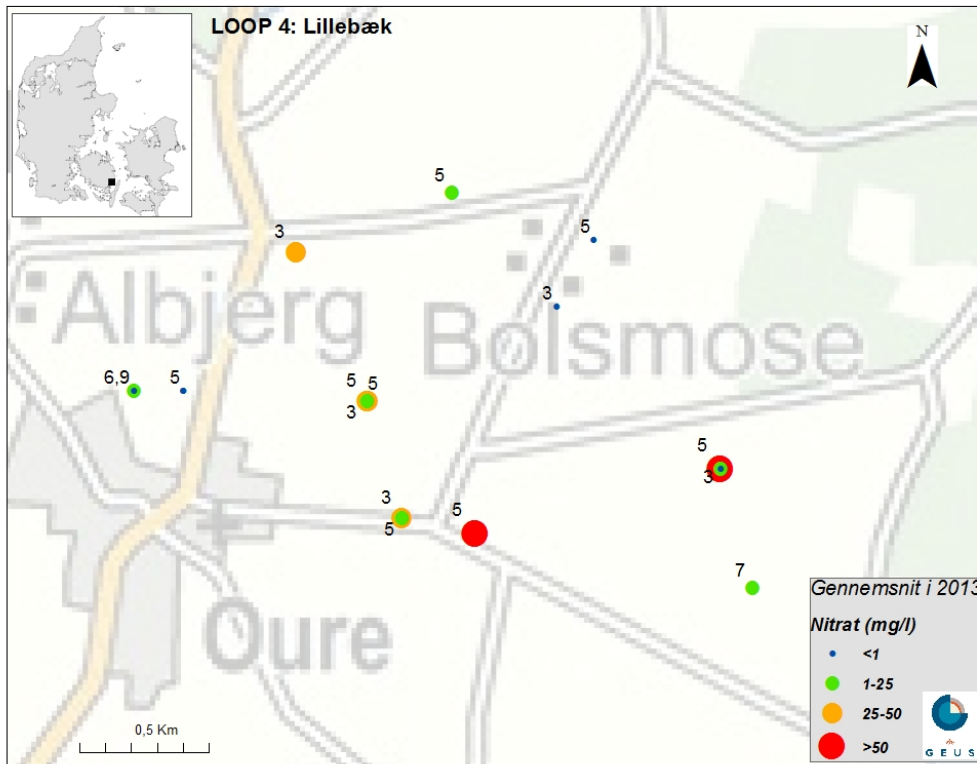 LOOP 4: Lillebæk
N
5
3
5
3
Albjerg
Bolsmose
6,9
5
5
5
3
5
3
3
5
5
7
Oure
0,5 Km
Gennemsnit i 2013
Nitrat (mg/l)
<1
1-25
25-50
>50
GEUS